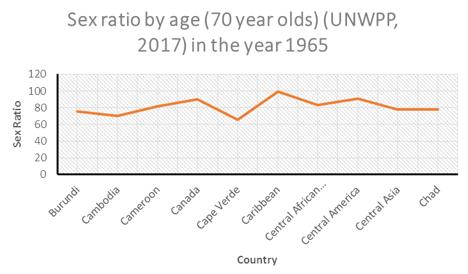 Sex ratio by age (70 year olds) (UNWPP,
2017) in the year 1965
120
100
80
60
40
20
0
Sex Ratio
Burundi
Cambodia
Cameroon
Canada
Cape Verde
Caribbean
Central African...
Central America
Central Asia
Chad
Country